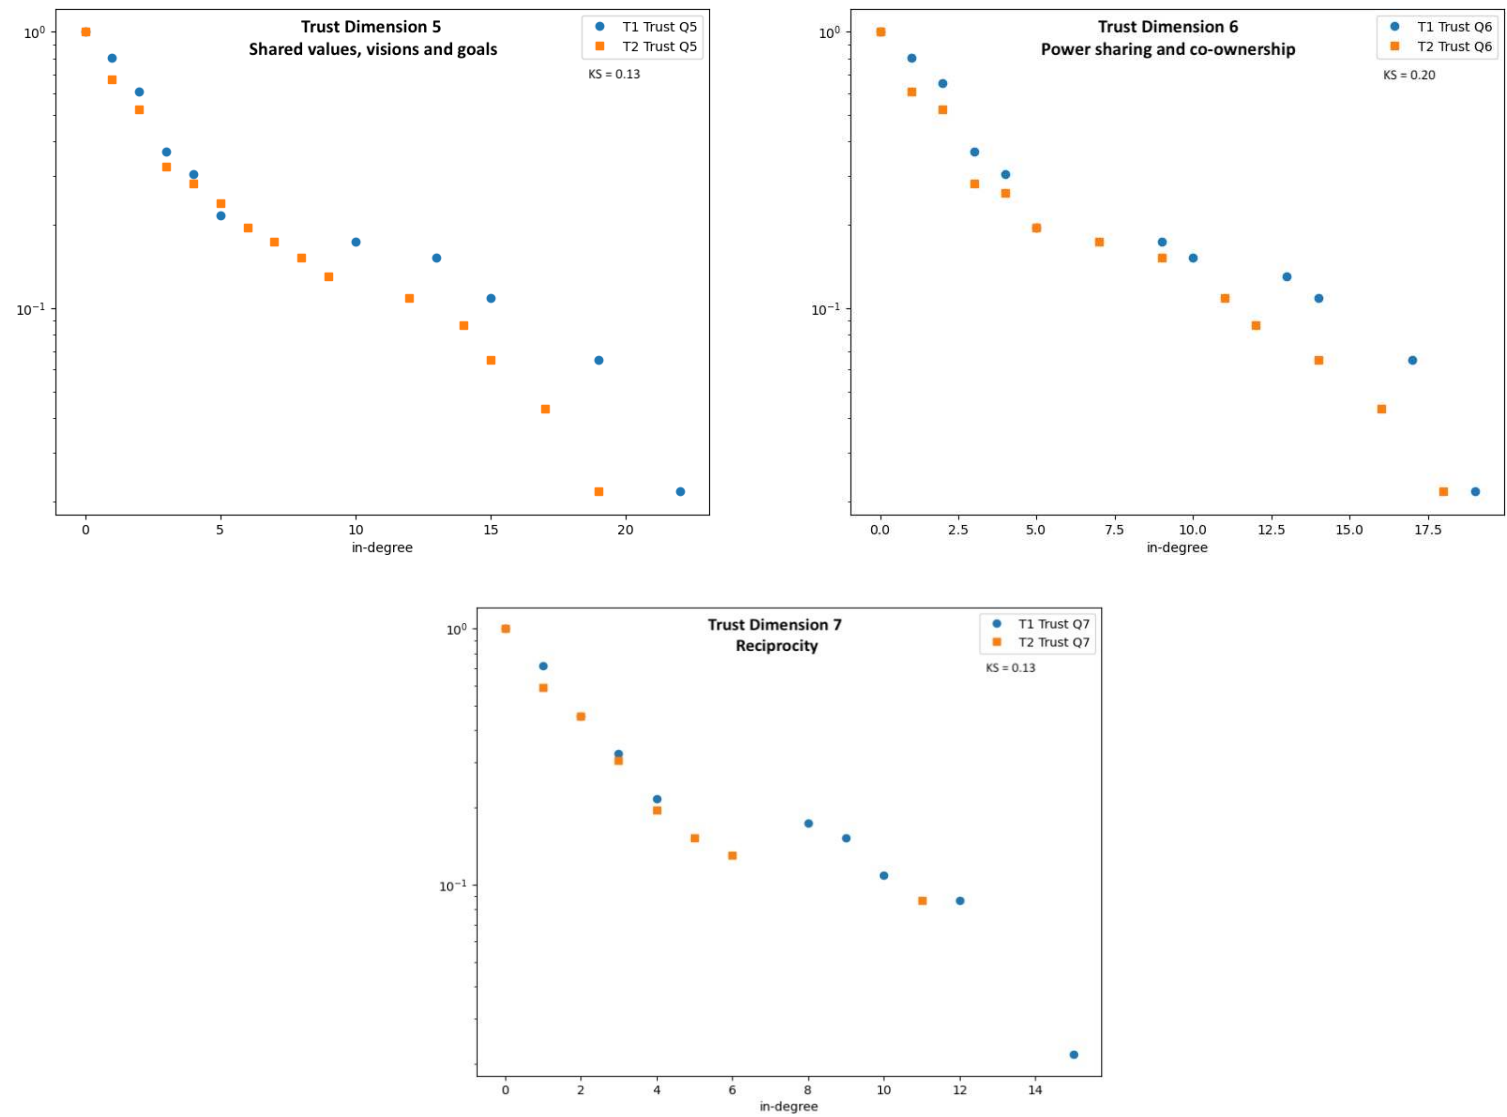 Trust Dimension 5
Shared values, visions and goals
T1 Trust Q5
T2 Trust Q5
KS = 0.13
10⁰
10⁻¹
0 5 10 15 20
in-degree
Trust Dimension 6
Power sharing and co-ownership
T1 Trust Q6
T2 Trust Q6
KS = 0.20
10⁰
10⁻¹
0.0 2.5 5.0 7.5 10.0 12.5 15.0 17.5
in-degree
Trust Dimension 7
Reciprocity
T1 Trust Q7
T2 Trust Q7
KS = 0.13
10⁰
10⁻¹
0 2 4 6 8 10 12 14
in-degree